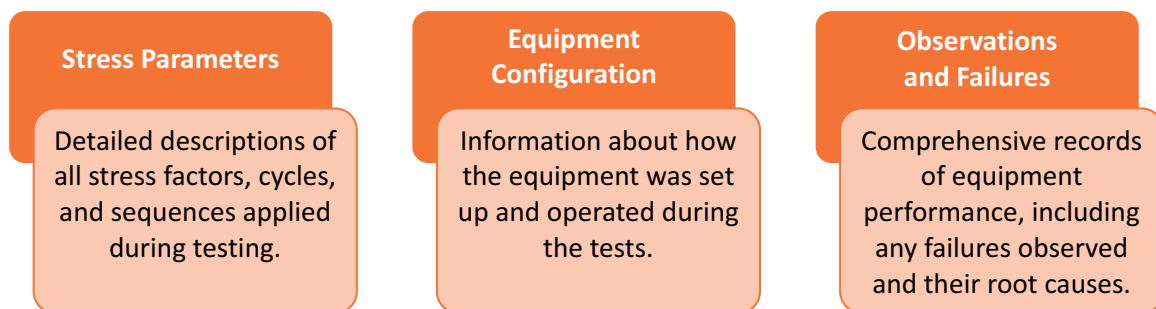 Stress Parameters
Detailed descriptions of
all stress factors, cycles,
and sequences applied
during testing.
Equipment
Configuration
Information about how
the equipment was set
up and operated during
the tests.
Observations
and Failures
Comprehensive records
of equipment
performance, including
any failures observed
and their root causes.